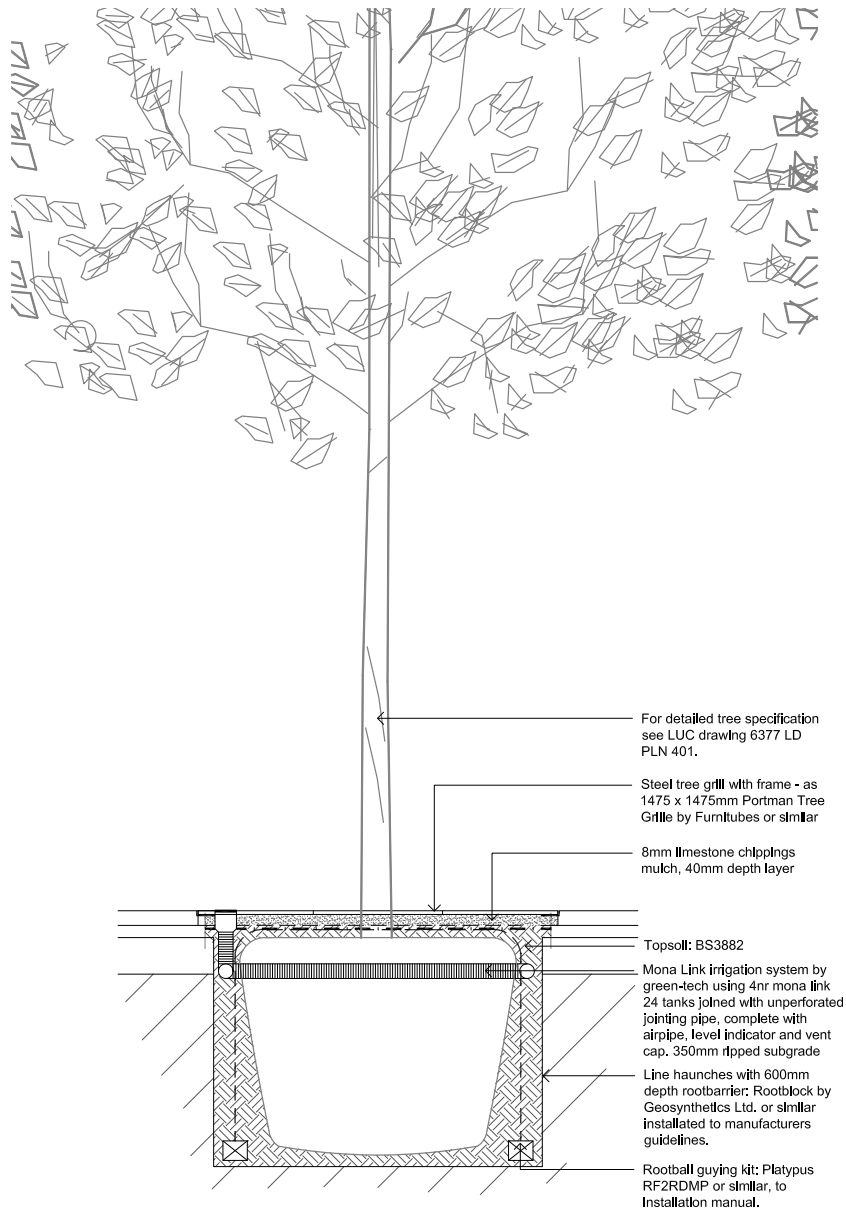 For detailed tree specification
see LUC drawing 6377 LD
PLN 401.
Steel tree grill with frame - as
1475 x 1475mm Portman Tree
Grille by Furnitubes or similar
8mm limestone chippings
mulch, 40mm depth layer
Topsoil: BS3882
Mona Link irrigation system by
green-tech using 4nr mona link
24 tanks joined with unperforated
jointing pipe, complete with
airpipe, level indicator and vent
cap. 350mm ripped subgrade
Line haunches with 600mm
depth rootbarrier: Rootblock by
Geosynthetics Ltd. or similar
installated to manufacturers
guidelines.
Rootball guying kit: Platypus
RF2RDMP or similar, to
Installation manual.